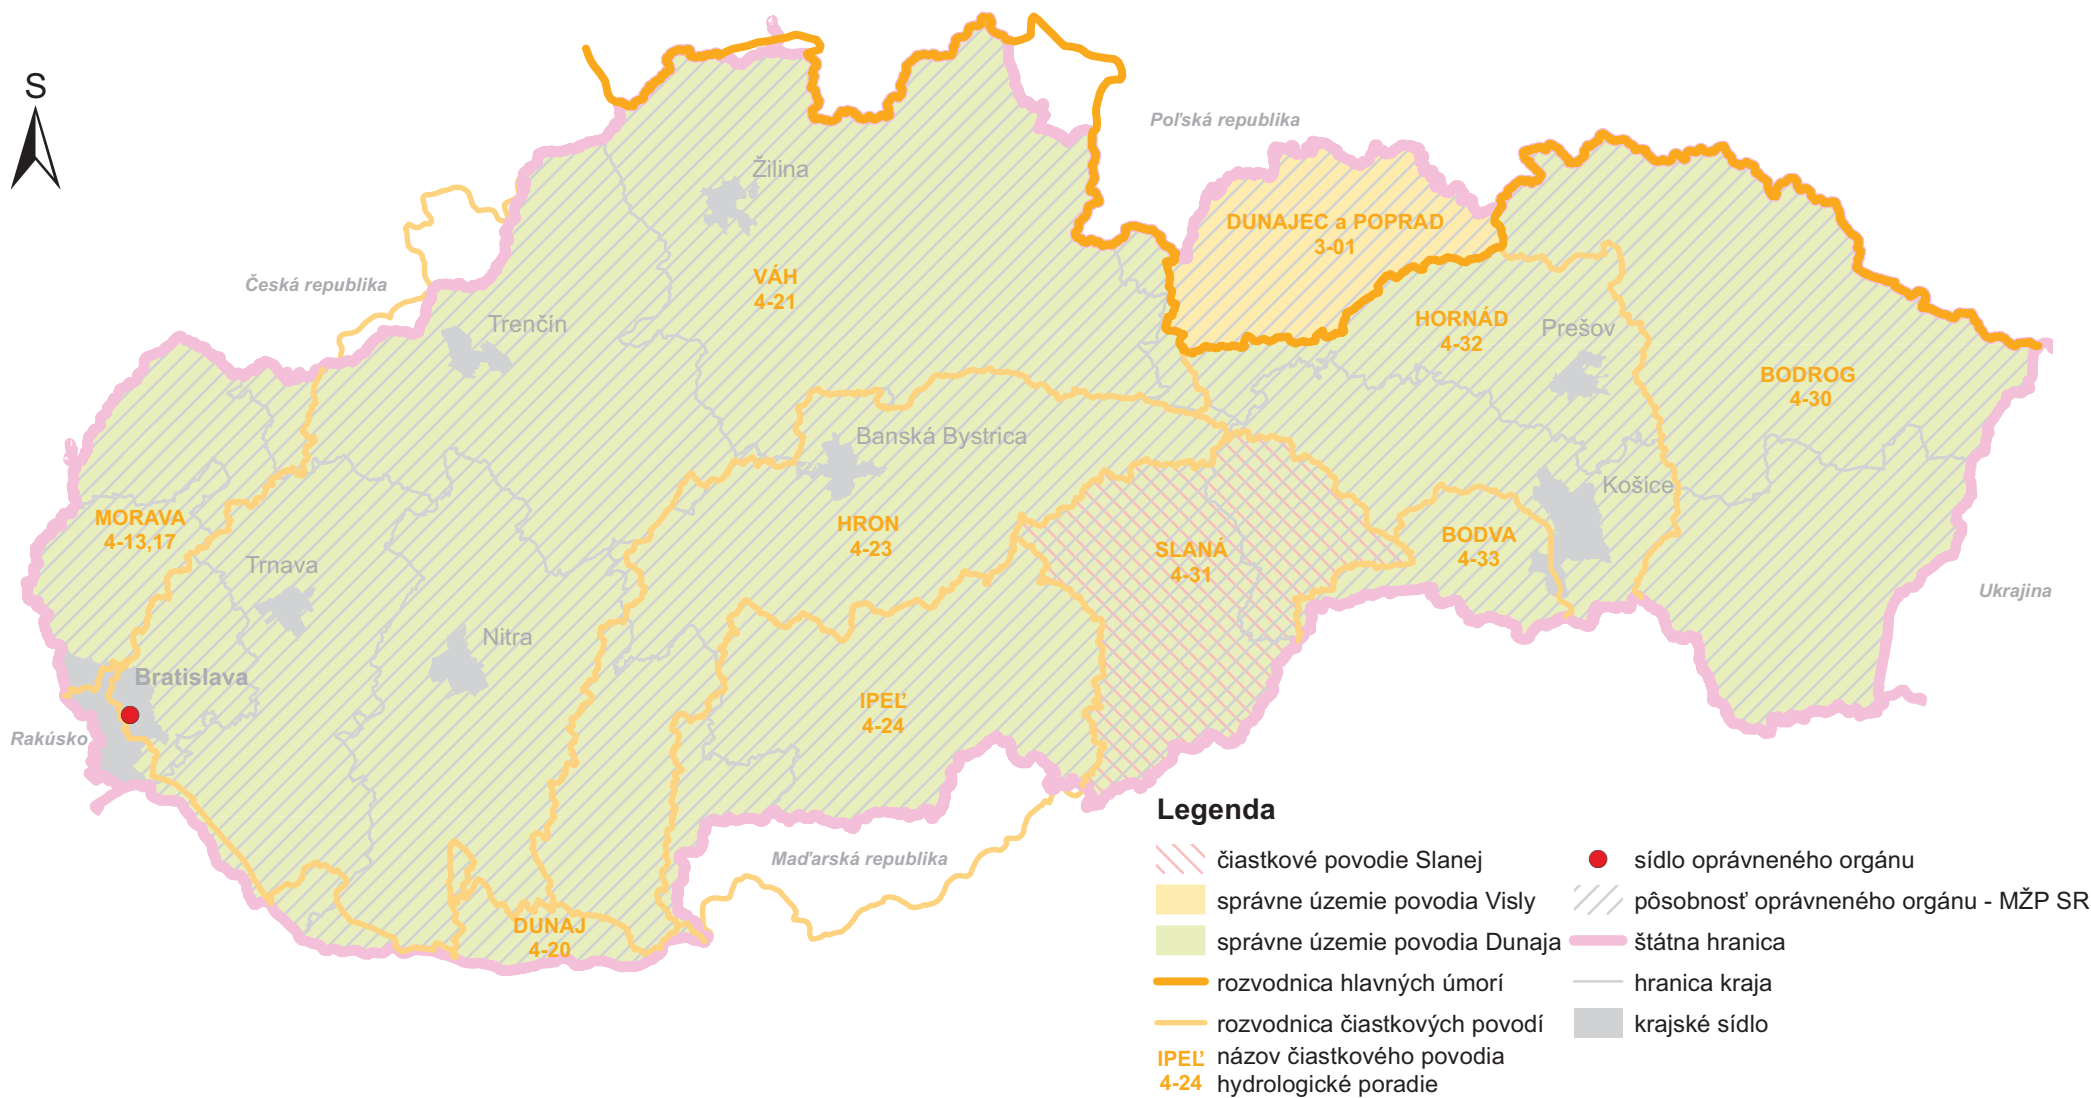 S
Poľská republika
Žilina
DUNAJEC a POPRAD
3-01
VÁH
4-21
Česká republika
Trenčín
HORNÁD
4-32
Prešov
BODROG
4-30
Banská Bystrica
Košice
MORAVA
4-13,17
HRON
4-23
SLANÁ
4-31
BODVA
4-33
Trnava
Ukrajina
Nitra
Bratislava
IPEĽ
4-24
Rakúsko
Maďarská republika
DUNAJ
4-20
Legenda
čiastkové povodie Slanej
správne územie povodia Visly
správne územie povodia Dunaja
rozvodnica hlavných úmorí
rozvodnica čiastkových povodí
IPEĽ názov čiastkového povodia
4-24 hydrologické poradie
sídlo oprávneného orgánu
pôsobnosť oprávneného orgánu - MŽP SR
štátna hranica
hranica kraja
krajské sídlo